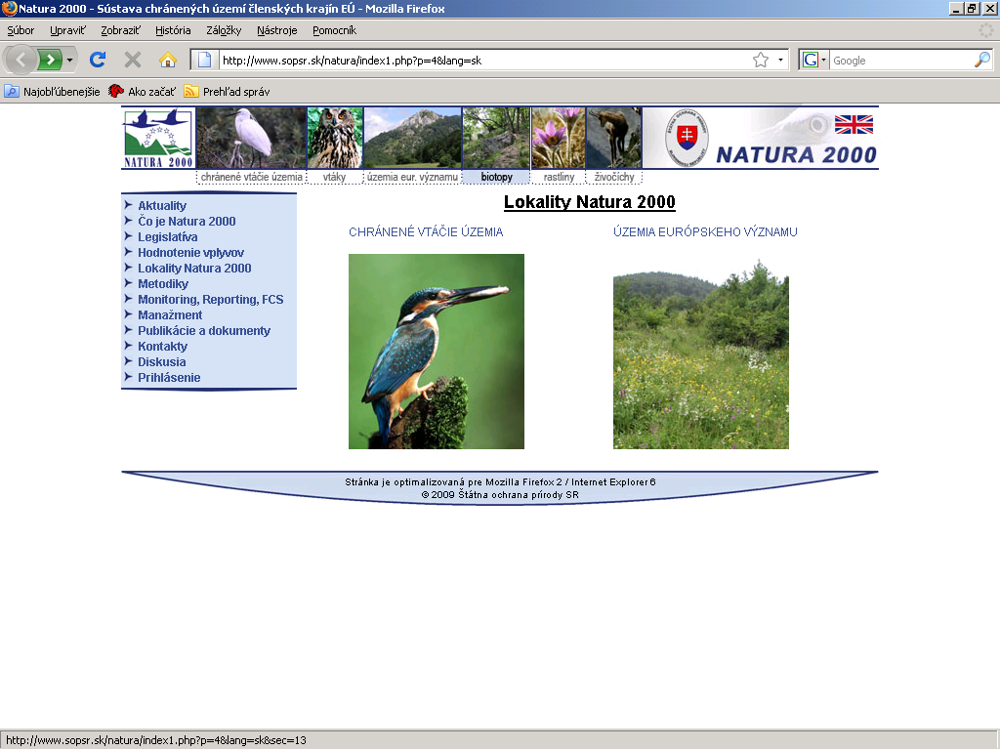 Natura 2000 - Sústava chránených území členských krajín EÚ - Mozilla Firefox
Súbor Upraviť Zobraziť História Záložky Nástroje Pomocník
http://www.sopsr.sk/natura/index1.php?p=4&lang=sk
G Google
Najobľúbenejšie Ako začať Prehľad správ
NATURA 2000
ŠTÁTNA OCHRANA PRÍRODY SLOVENSKEJ REPUBLIKY
NATURA 2000
chránené vtáčie územia vtáky územia eur. významu biotopy rastliny živočíchy
Aktuality
Čo je Natura 2000
Legislatíva
Hodnotenie vplyvov
Lokality Natura 2000
Metodiky
Monitoring, Reporting, FCS
Manažment
Publikácie a dokumenty
Kontakty
Diskusia
Prihlásenie
Lokality Natura 2000
CHRÁNENÉ VTÁČIE ÚZEMIA
ÚZEMIA EURÓPSKEHO VÝZNAMU
Stránka je optimalizovaná pre Mozilla Firefox 2 / Internet Explorer 6
© 2009 Štátna ochrana prírody SR
http://www.sopsr.sk/natura/index1.php?p=4&lang=sk&sec=13